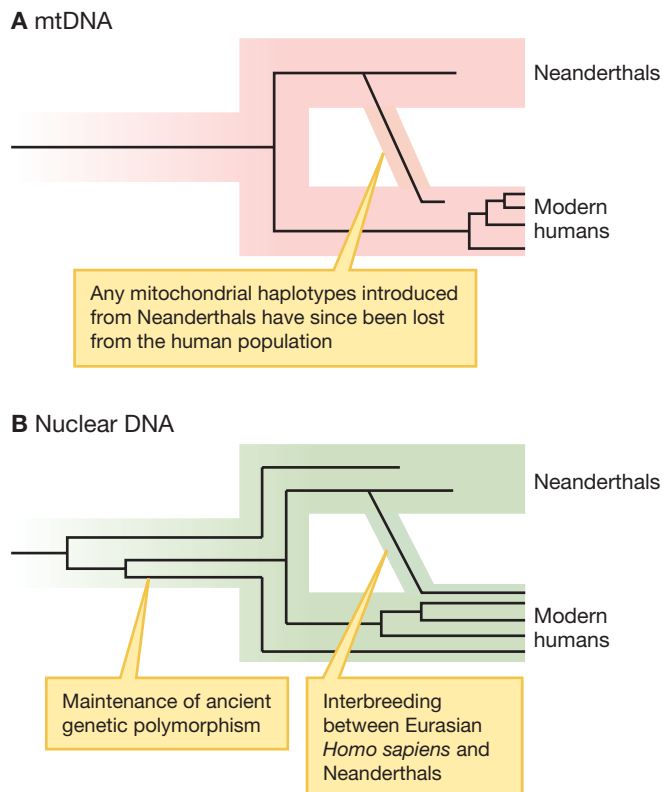 A mtDNA
Neanderthals
Modern
humans
Any mitochondrial haplotypes introduced
from Neanderthals have since been lost
from the human population
B Nuclear DNA
Neanderthals
Modern
humans
Maintenance of ancient
genetic polymorphism
Interbreeding
between Eurasian
Homo sapiens and
Neanderthals